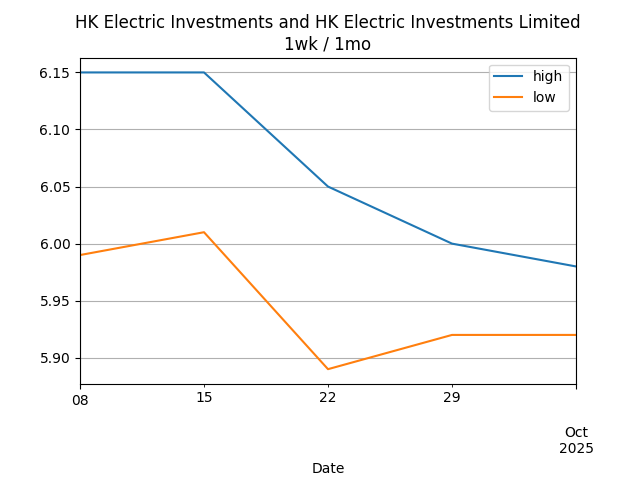 HK Electric Investments and HK Electric Investments Limited
1wk / 1mo
6.15
6.10
6.05
6.00
5.95
5.90
high
low
08
15
22
29
Oct
2025
Date